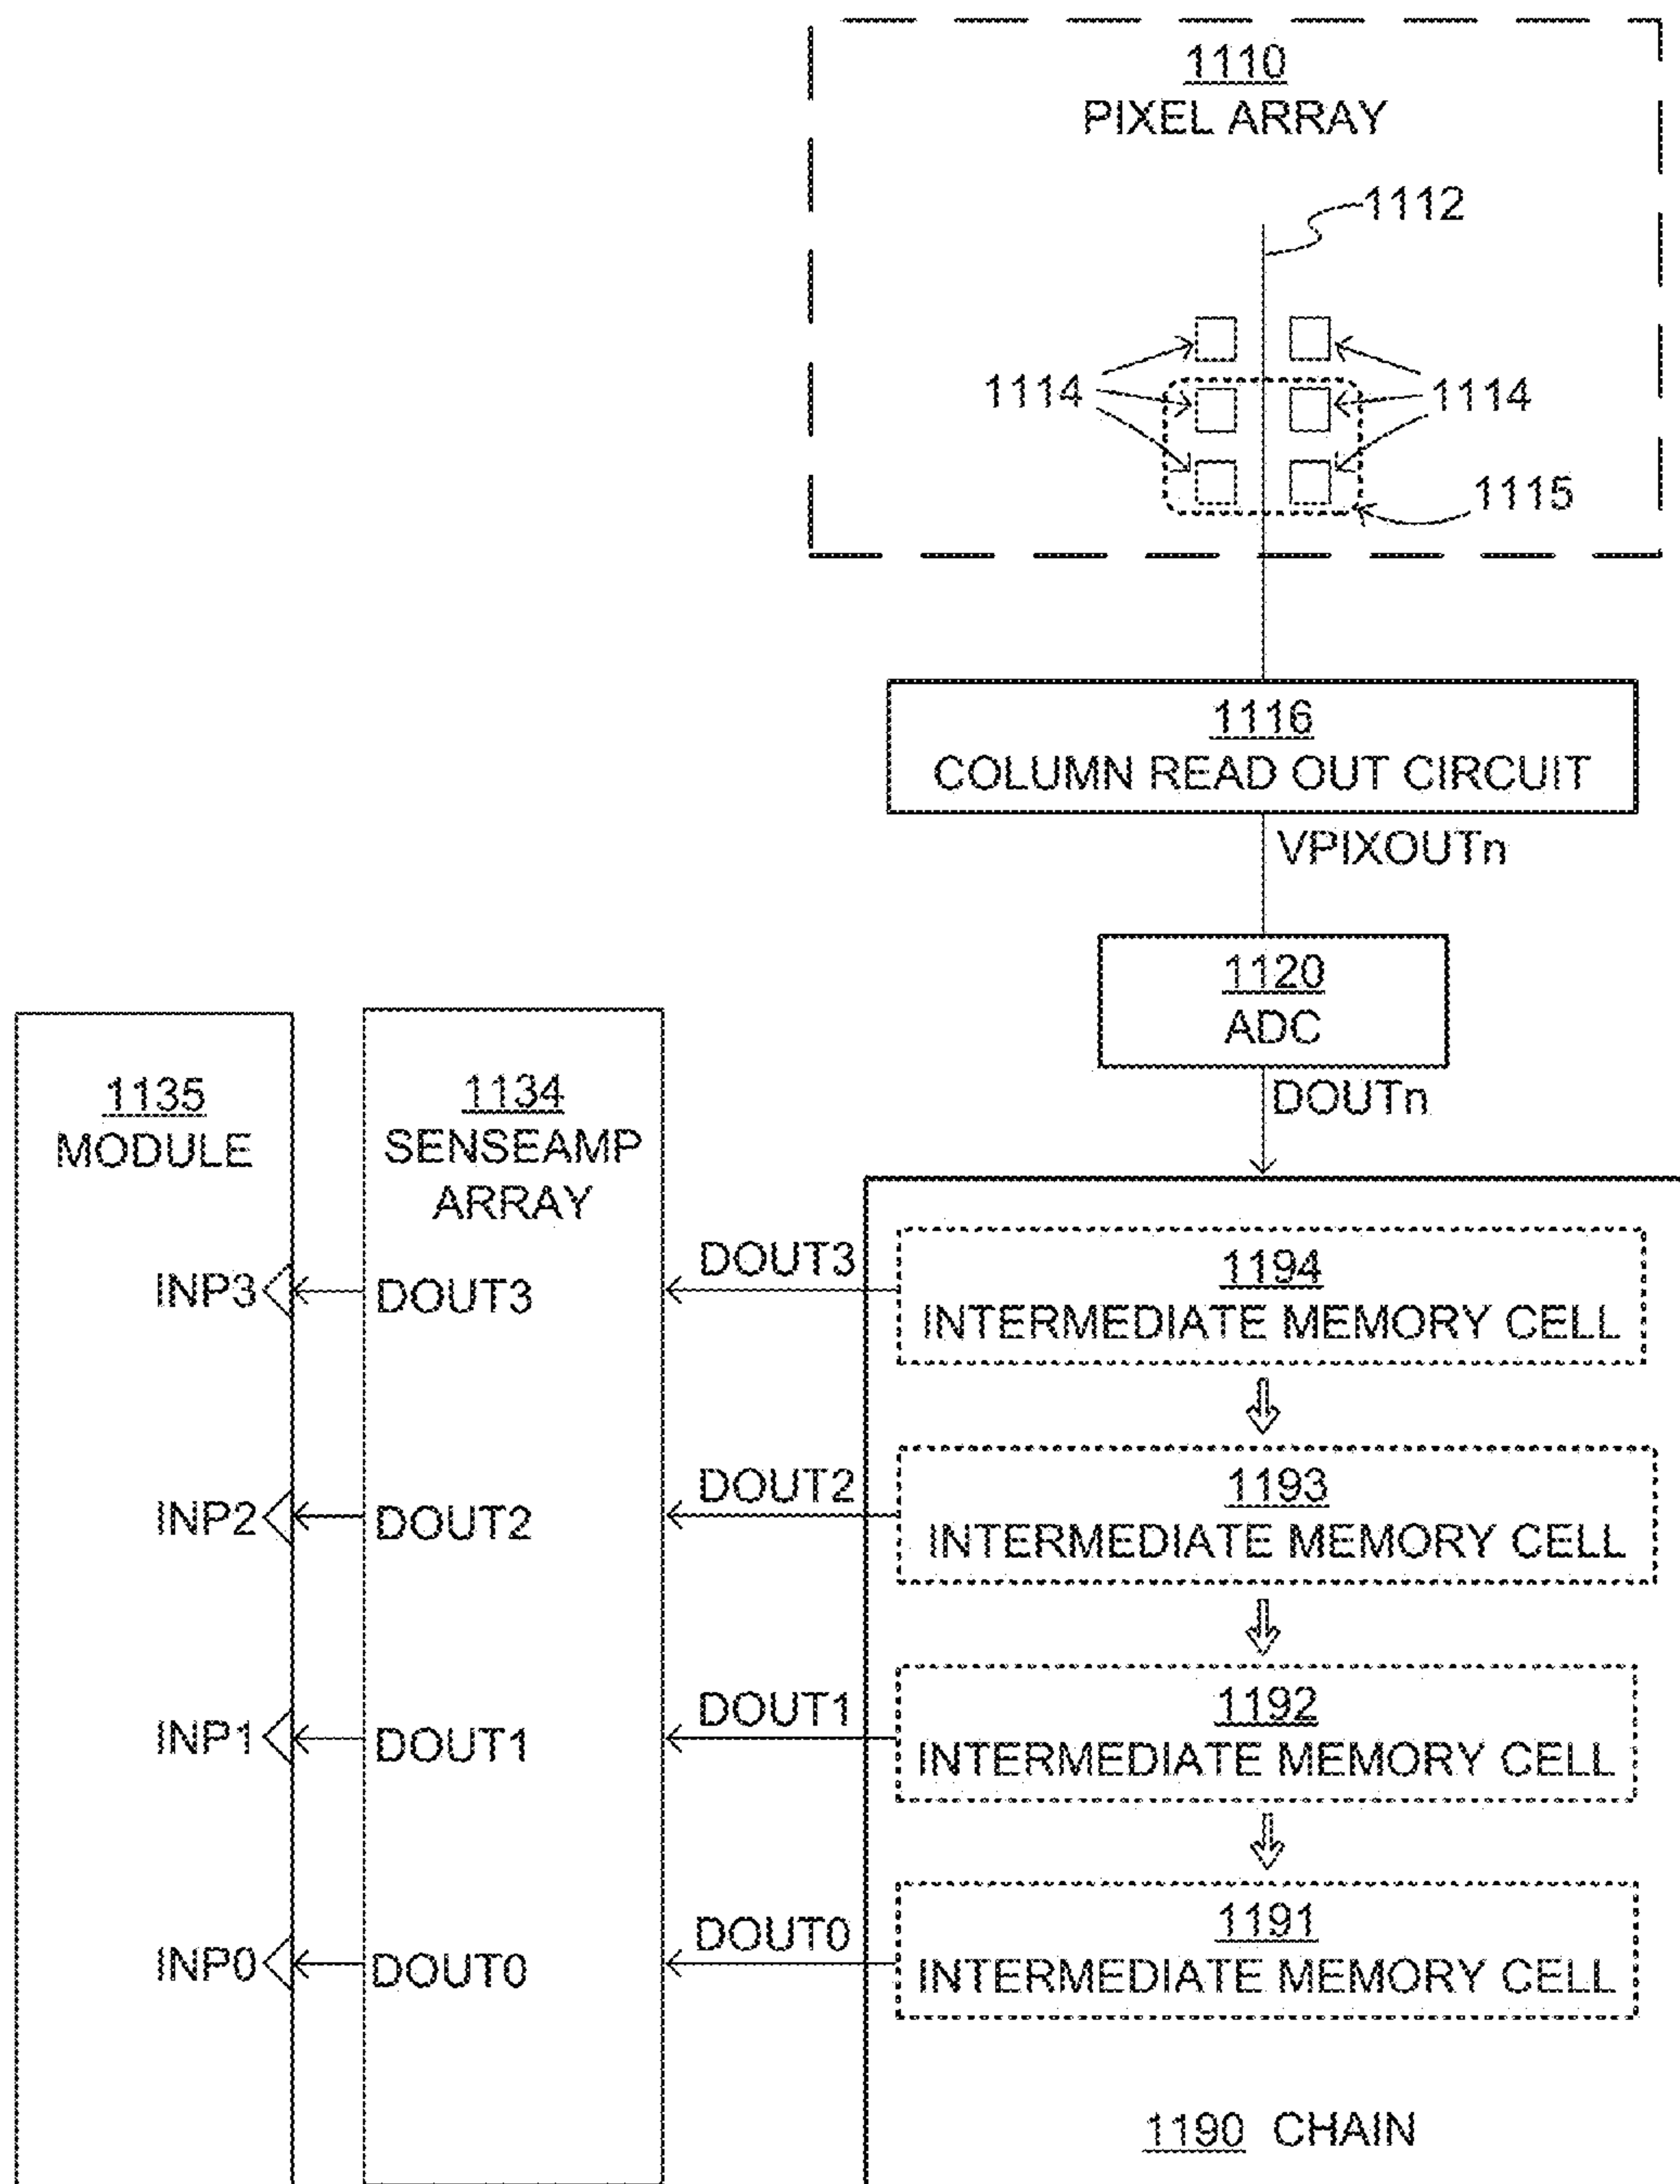 1110
PIXEL ARRAY
1112
1114
1114
1115
1116
COLUMN READ OUT CIRCUIT
VPIXOUTn
1120
ADC
DOUTn
1135
MODULE
1134
SENSEAMP
ARRAY
INP3
DOUT3
DOUT3
1194
INTERMEDIATE MEMORY CELL
INP2
DOUT2
DOUT2
1193
INTERMEDIATE MEMORY CELL
INP1
DOUT1
DOUT1
1192
INTERMEDIATE MEMORY CELL
INP0
DOUT0
DOUT0
1191
INTERMEDIATE MEMORY CELL
1190 CHAIN